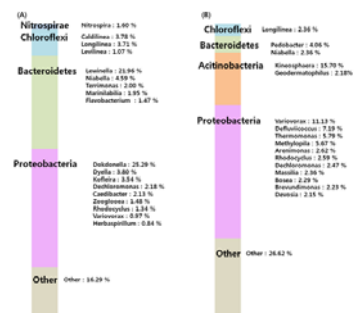 (A)
Nitrospirae
Nitrospira : 1.40 %
Chloroflexi
Caldilinea : 3.78 %
Longilinea : 3.71 %
Levilinea : 1.07 %
Bacteroidetes
Lewinella : 21.96 %
Niabella : 4.59 %
Terrimonas : 2.00 %
Marinilabilia : 1.95 %
Flavobacterium : 1.47 %
Proteobacteria
Dokdonella : 25.29 %
Dyella : 3.80 %
Kofleria : 3.54 %
Dechloromonas : 2.18 %
Caedibacter : 2.13 %
Zoogloea : 1.48 %
Rhodocyclus : 1.34 %
Variovorax : 0.97 %
Herbaspirillum : 0.84 %
Other
Other : 16.29 %
(B)
Chloroflexi
Longilinea : 2.36 %
Bacteroidetes
Pedobacter : 4.06 %
Niabella : 2.36 %
Actinobacteria
Kineosphaera : 15.70 %
Geodermatophilus : 2.18%
Proteobacteria
Variovorax : 11.13 %
Defluviicoccus : 7.19 %
Thermomonas : 5.79 %
Methylopila : 5.67 %
Arenimonas : 2.62 %
Rhodocyclus : 2.59 %
Dechloromonas : 2.47 %
Massilia : 2.36 %
Bosea : 2.29 %
Brevundimonas : 2.23 %
Devosia : 2.15 %
Other
Other : 26.62 %